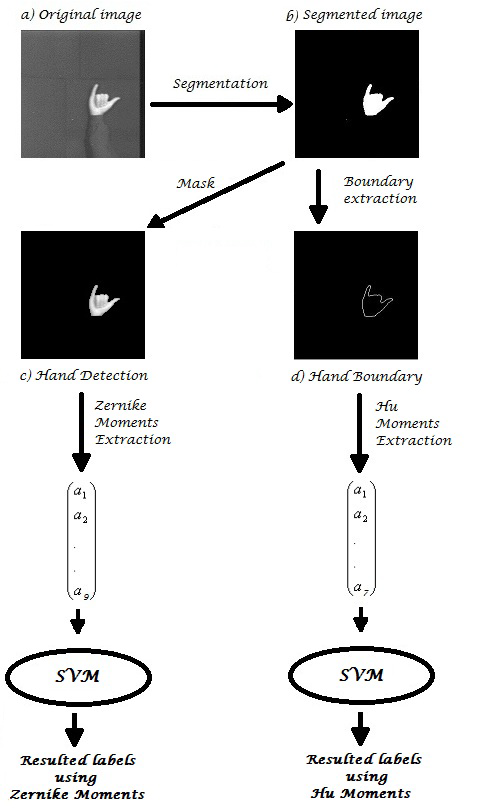 a) Original image
b) Segmented image
Segmentation
Mask
Boundary
extraction
c) Hand Detection
d) Hand Boundary
Zernike
Moments
Extraction
Hu
Moments
Extraction
a1
a2
.
.
a9
a1
a2
.
.
a7
SVM
SVM
Resulted labels
using
Zernike Moments
Resulted labels
using
Hu Moments